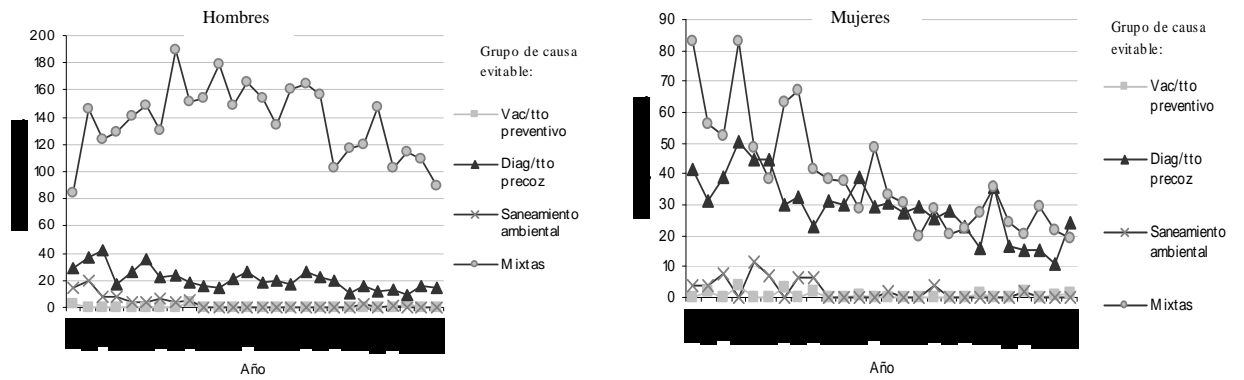 Hombres
200
180
160
140
120
100
80
60
40
20
0
Año
Grupo de causa
evitable:
Vac/tto
preventivo
Diag/tto
precoz
Saneamiento
ambiental
Mixtas
Mujeres
90
80
70
60
50
40
30
20
10
0
Año
Grupo de causa
evitable:
Vac/tto
preventivo
Diag/tto
precoz
Saneamiento
ambiental
Mixtas